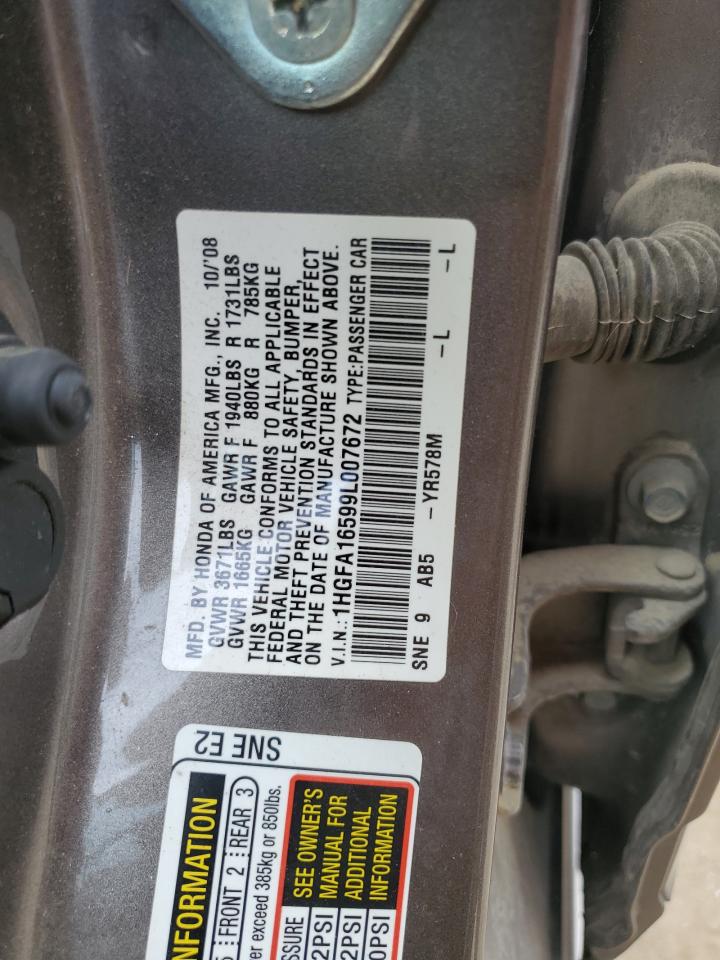 MFD. BY HONDA OF AMERICA MFG., INC. 10/'08
GVWR 3671LBS GAWR F 1940LBS R 1731LBS
GVWR 1665KG GAWR F 880KG R 785KG
THIS VEHICLE CONFORMS TO ALL APPLICABLE
FEDERAL MOTOR VEHICLE SAFETY, BUMPER,
AND THEFT PREVENTION STANDARDS IN EFFECT
ON THE DATE OF MANUFACTURE SHOWN ABOVE.
V.I.N.: 1HGFA16599L007672 TYPE:PASSENGER CAR
SNE 9 AB5 -YR578M -L -L
SNE E2
NFORMATION
5 FRONT 2 REAR 3
er exceed 385kg or 850lbs.
SSURE
2PSI
2PSI
0PSI
SEE OWNER'S
MANUAL FOR
ADDITIONAL
INFORMATION